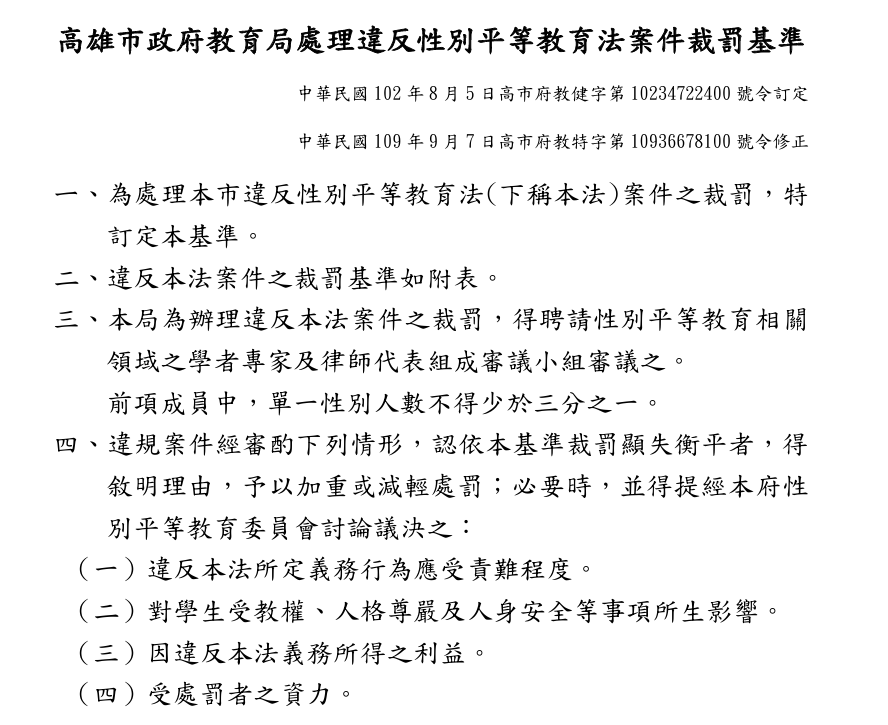 高雄市政府教育局處理違反性別平等教育法案件裁罰基準
中華民國 102 年 8 月 5 日高市府教健字第 10234722400 號令訂定
中華民國 109 年 9 月 7 日高市府教特字第 10936678100 號令修正
一、為處理本市違反性別平等教育法(下稱本法)案件之裁罰，特
訂定本基準。
二、違反本法案件之裁罰基準如附表。
三、本局為辦理違反本法案件之裁罰，得聘請性別平等教育相關
領域之學者專家及律師代表組成審議小組審議之。
前項成員中，單一性別人數不得少於三分之一。
四、違規案件經審酌下列情形，認依本基準裁罰顯失衡平者，得
敘明理由，予以加重或減輕處罰；必要時，並得提經本府性
別平等教育委員會討論議決之：
（一）違反本法所定義務行為應受責難程度。
（二）對學生受教權、人格尊嚴及人身安全等事項所生影響。
（三）因違反本法義務所得之利益。
（四）受處罰者之資力。